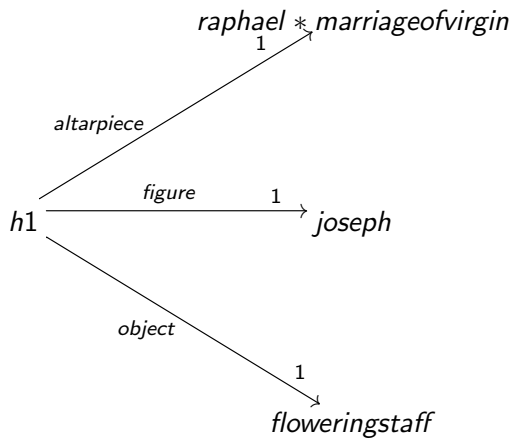 raphael * marriageofvirgin
1
altarpiece
figure 1
h1 joseph
object
1
floweringstaff